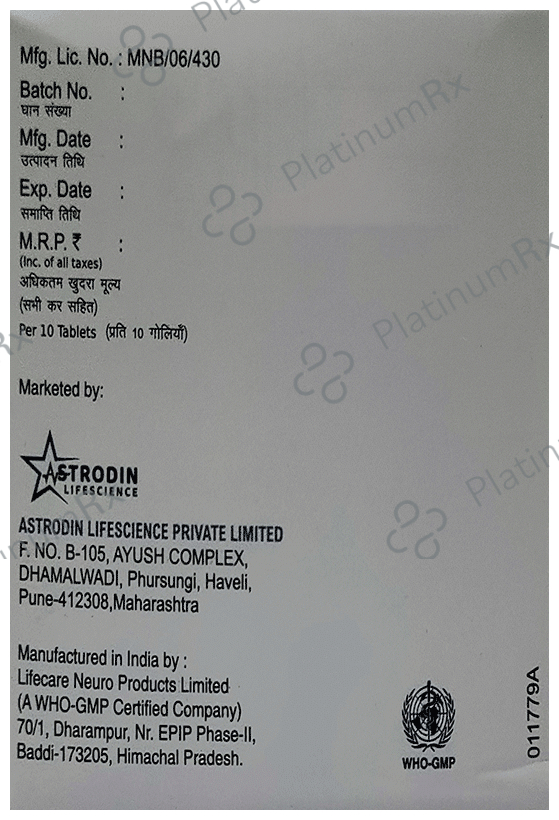 Mfg. Lic. No. : MNB/06/430
Batch No. :
घान संख्या
Mfg. Date :
उत्पादन तिथि
Exp. Date :
समाप्ति तिथि
M.R.P. ₹ :
(Inc. of all taxes)
अधिकतम खुदरा मूल्य
(सभी कर सहित)
Per 10 Tablets (प्रति 10 गोलियाँ)
Marketed by:
ASTRODIN
LIFESCIENCE
ASTRODIN LIFESCIENCE PRIVATE LIMITED
F. NO. B-105, AYUSH COMPLEX,
DHAMALWADI, Phursungi, Haveli,
Pune-412308,Maharashtra
Manufactured in India by :
Lifecare Neuro Products Limited
(A WHO-GMP Certified Company)
70/1, Dharampur, Nr. EPIP Phase-II,
Baddi-173205, Himachal Pradesh.
WHO-GMP
011779A
PlatinumRx
PlatinumRx